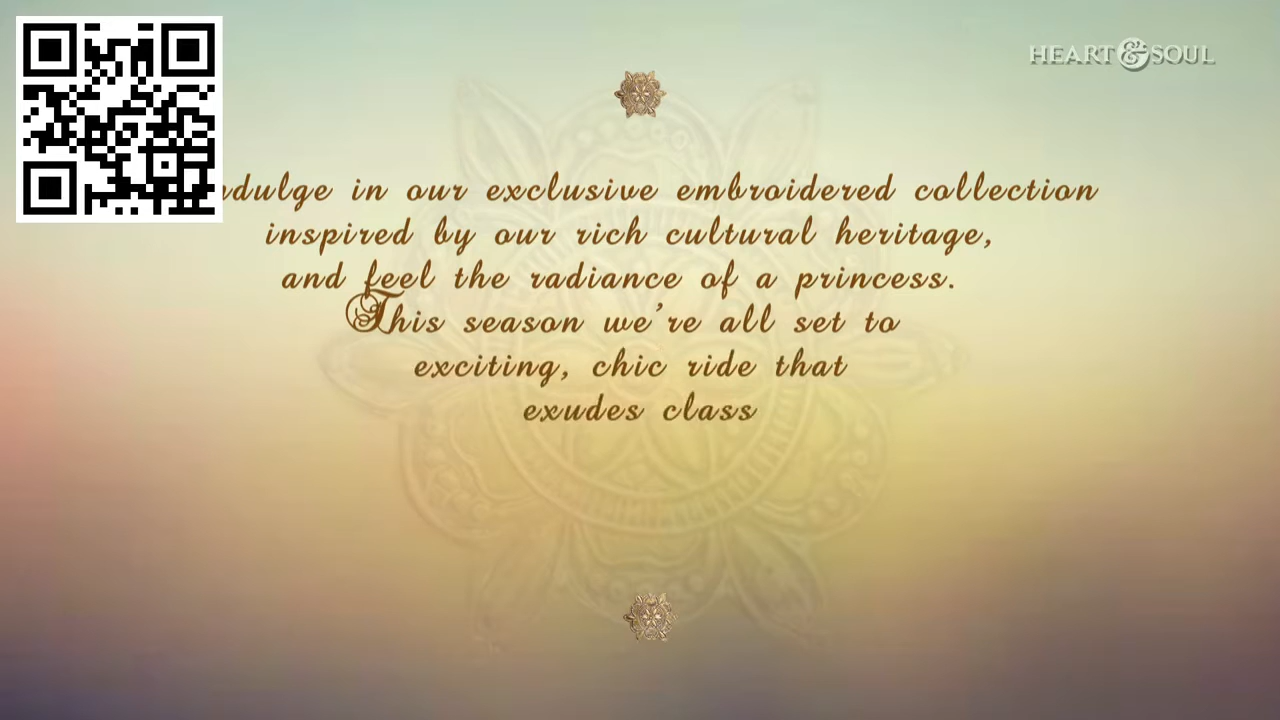 HEART & SOUL
ndulge in our exclusive embroidered collection
inspired by our rich cultural heritage,
and feel the radiance of a princess.
This season we're all set to
exciting, chic ride that
exudes class